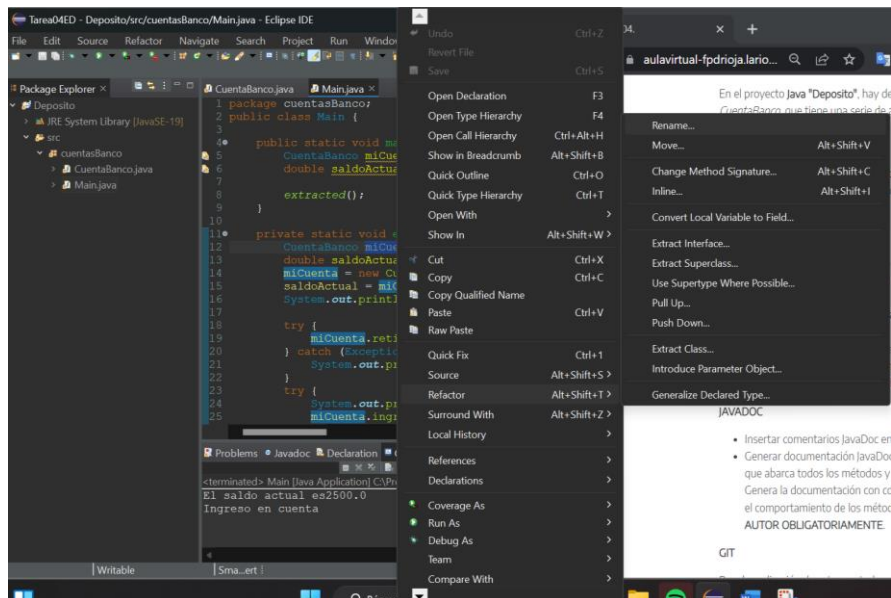 Tarea04ED - Deposito/src/cuentasBanco/Main.java - Eclipse IDE
File Edit Source Refactor Navigate Search Project Run Window
Package Explorer
Deposito
JRE System Library [JavaSE-19]
src
cuentasBanco
CuentaBanco.java
Main.java
CuentaBanco.java Main.java
1 package cuentasBanco;
2 public class Main {
3
4 public static void ma
5 CuentaBanco miCue
6 double saldoActua
7
8 extracted();
9 }
10
11 private static void e
12 CuentaBanco miCue
13 double saldoActua
14 miCuenta = new Cu
15 saldoActual = miC
16 System.out.printl
17
18 try {
19 miCuenta.reti
20 } catch (Exceptio
21 System.out.pr
22 }
23 try {
24 System.out.pr
25 miCuenta.ingr
Problems Javadoc Declaration
<terminated> Main [Java Application] C:\Pr
El saldo actual es2500.0
Ingreso en cuenta
Writable Sma...ert
Undo Ctrl+Z
Revert File
Save Ctrl+S
Open Declaration F3
Open Type Hierarchy F4
Open Call Hierarchy Ctrl+Alt+H
Show in Breadcrumb Alt+Shift+B
Quick Outline Ctrl+O
Quick Type Hierarchy Ctrl+T
Open With >
Show In Alt+Shift+W >
Cut Ctrl+X
Copy Ctrl+C
Copy Qualified Name
Paste Ctrl+V
Raw Paste
Quick Fix Ctrl+1
Source Alt+Shift+S >
Refactor Alt+Shift+T >
Surround With Alt+Shift+Z >
Local History >
References >
Declarations >
Coverage As >
Run As >
Debug As >
Team >
Compare With >
Rename...
Move... Alt+Shift+V
Change Method Signature... Alt+Shift+C
Inline... Alt+Shift+I
Convert Local Variable to Field...
Extract Interface...
Extract Superclass...
Use Supertype Where Possible...
Pull Up...
Push Down...
Extract Class...
Introduce Parameter Object...
Generalize Declared Type...
04.
aulavirtual-fpdrioja.lario...
En el proyecto Java "Deposito", hay de
CuentaBanco, que tiene una serie de a
JAVADOC
• Insertar comentarios JavaDoc en
• Generar documentación JavaDoc
que abarca todos los métodos y
Genera la documentación con co
el comportamiento de los métod
AUTOR OBLIGATORIAMENTE.
GIT